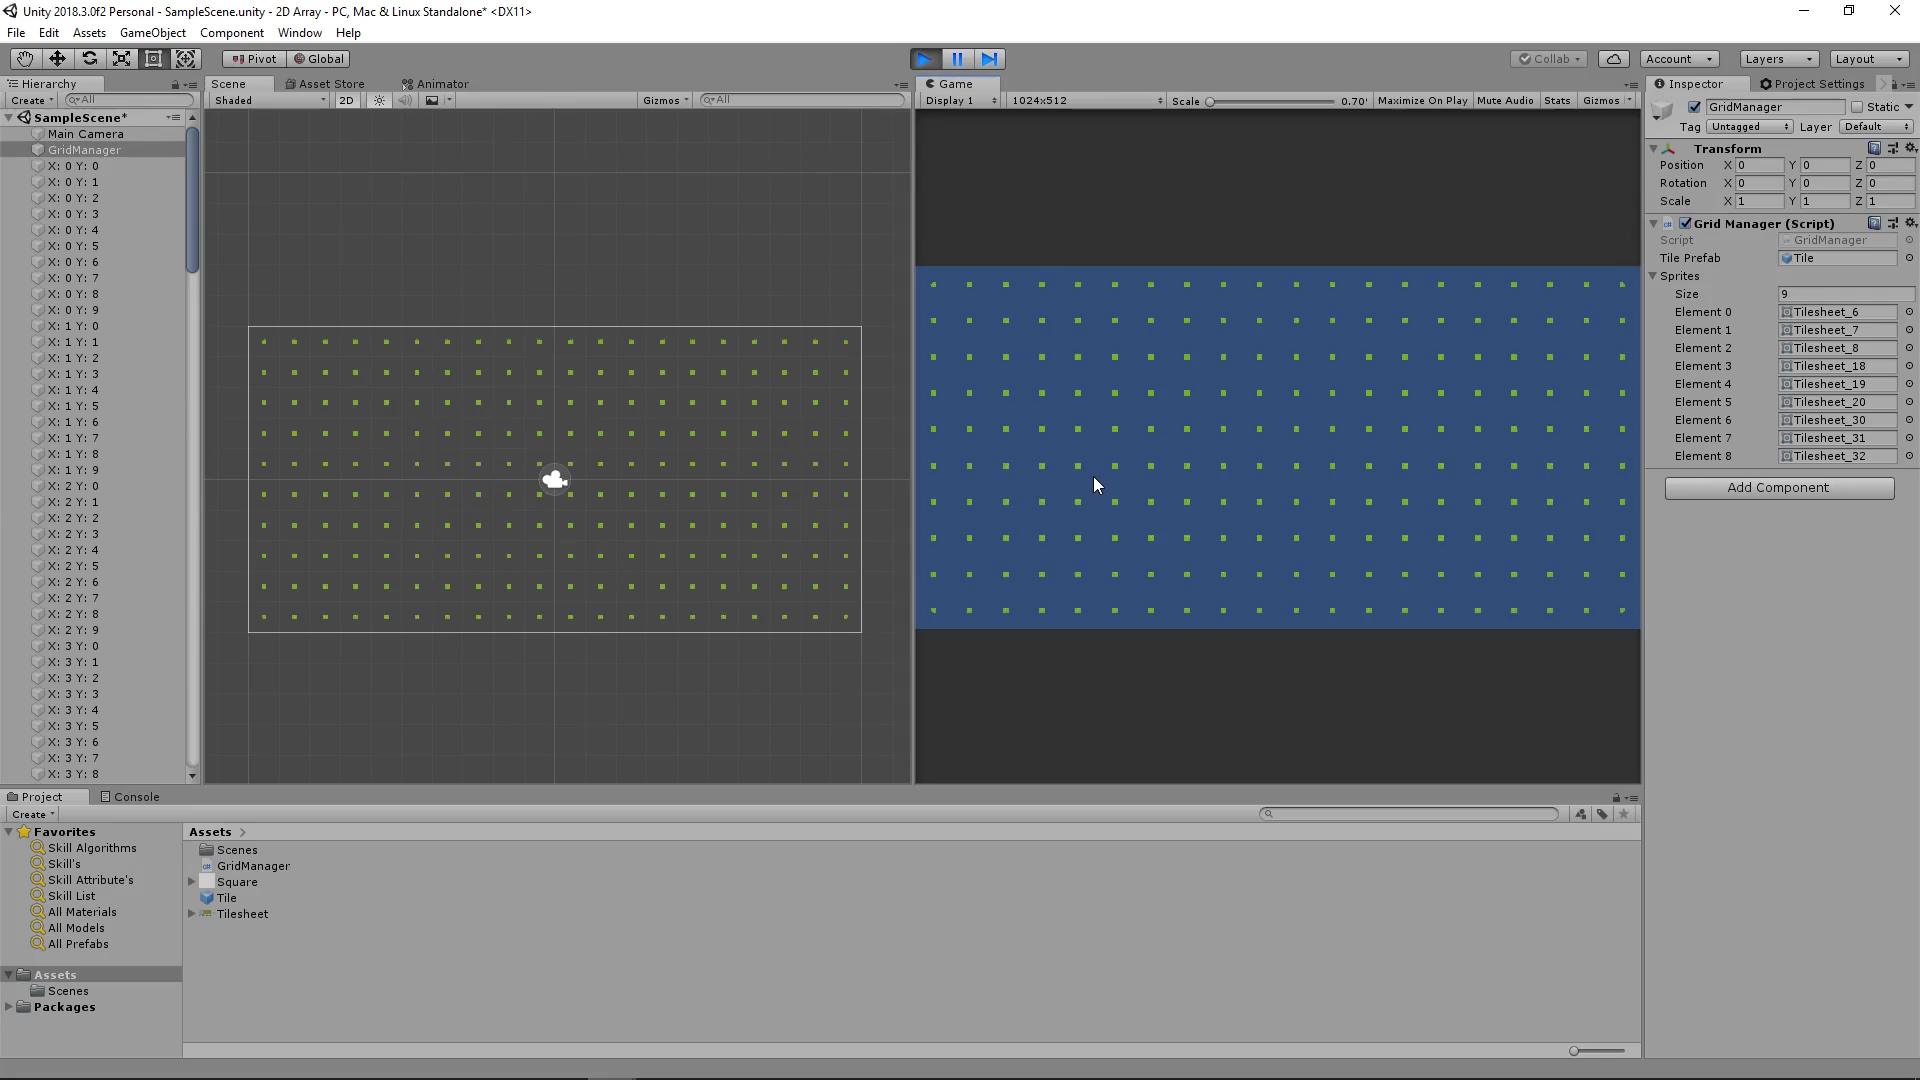 Unity 2018.3.0f2 Personal - SampleScene.unity - 2D Array - PC, Mac & Linux Standalone* <DX11>
File Edit Assets GameObject Component Window Help
Pivot Global Collab Account Layers Layout
Hierarchy
Create All
SampleScene*
Main Camera
GridManager
X: 0 Y: 0
X: 0 Y: 1
X: 0 Y: 2
X: 0 Y: 3
X: 0 Y: 4
X: 0 Y: 5
X: 0 Y: 6
X: 0 Y: 7
X: 0 Y: 8
X: 0 Y: 9
X: 1 Y: 0
X: 1 Y: 1
X: 1 Y: 2
X: 1 Y: 3
X: 1 Y: 4
X: 1 Y: 5
X: 1 Y: 6
X: 1 Y: 7
X: 1 Y: 8
X: 1 Y: 9
X: 2 Y: 0
X: 2 Y: 1
X: 2 Y: 2
X: 2 Y: 3
X: 2 Y: 4
X: 2 Y: 5
X: 2 Y: 6
X: 2 Y: 7
X: 2 Y: 8
X: 2 Y: 9
X: 3 Y: 0
X: 3 Y: 1
X: 3 Y: 2
X: 3 Y: 3
X: 3 Y: 4
X: 3 Y: 5
X: 3 Y: 6
X: 3 Y: 7
X: 3 Y: 8
Scene Asset Store Animator
Shaded 2D Gizmos All
Game
Display 1 1024x512 Scale 0.70 Maximize On Play Mute Audio Stats Gizmos
Inspector Project Settings
GridManager Static
Tag Untagged Layer Default
Transform
Position X 0 Y 0 Z 0
Rotation X 0 Y 0 Z 0
Scale X 1 Y 1 Z 1
Grid Manager (Script)
Script GridManager
Tile Prefab Tile
Sprites
Size 9
Element 0 Tilesheet_6
Element 1 Tilesheet_7
Element 2 Tilesheet_8
Element 3 Tilesheet_18
Element 4 Tilesheet_19
Element 5 Tilesheet_20
Element 6 Tilesheet_30
Element 7 Tilesheet_31
Element 8 Tilesheet_32
Add Component
Project Console
Create
Favorites
Skill Algorithms
Skill's
Skill Attribute's
Skill List
All Materials
All Models
All Prefabs
Assets
Scenes
Packages
Assets
Scenes
GridManager
Square
Tile
Tilesheet